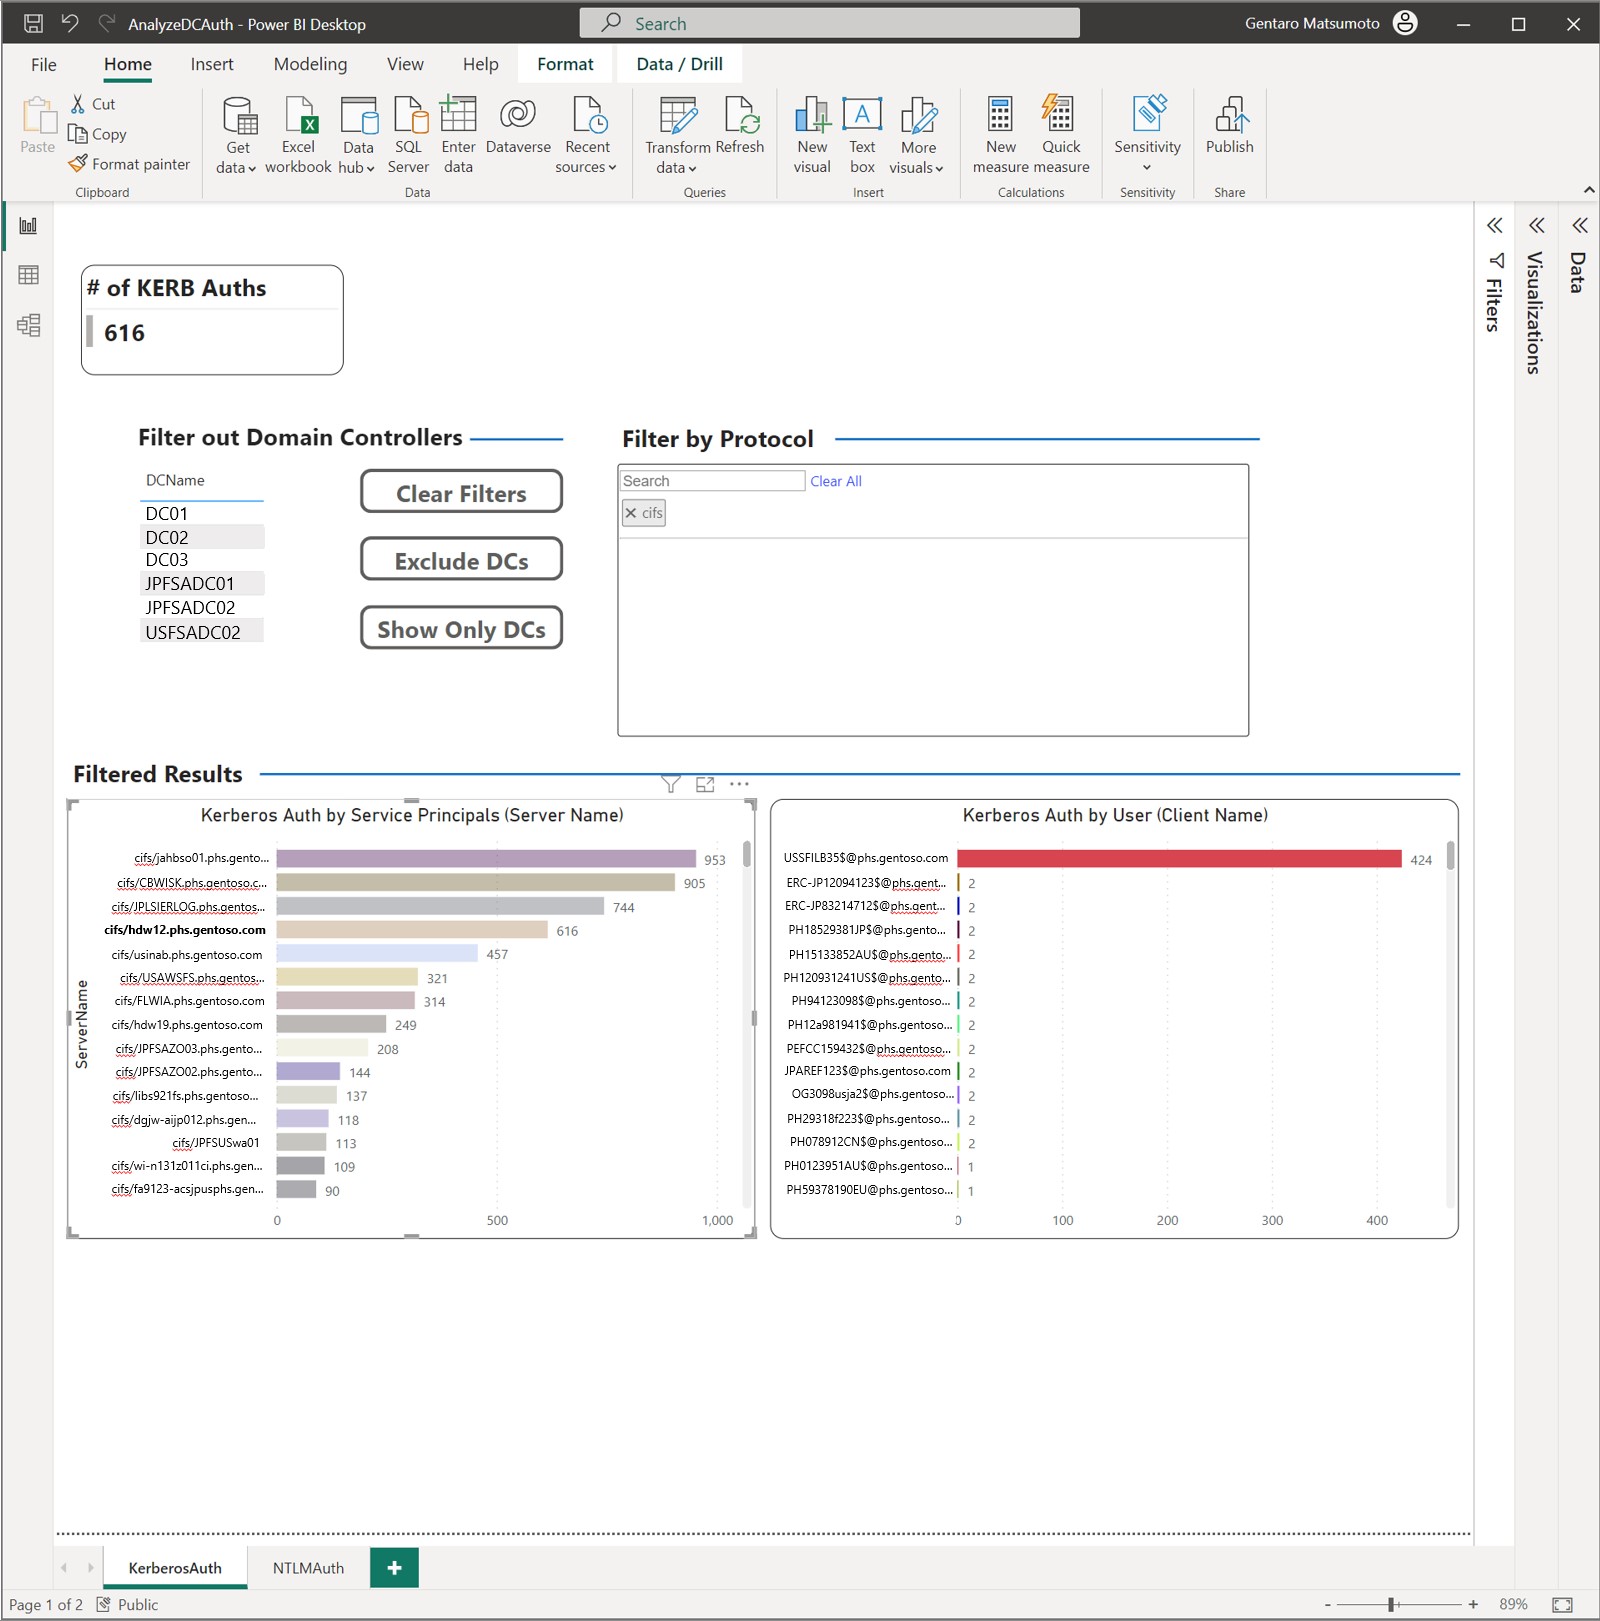 AnalyzeDCAuth - Power BI Desktop
Search
Gentaro Matsumoto
File
Home
Insert
Modeling
View
Help
Format
Data / Drill
Paste
Cut
Copy
Format painter
Clipboard
Get data
Excel workbook
Data hub
SQL Server
Enter data
Dataverse
Recent sources
Data
Transform data
Refresh
Queries
New visual
Text box
More visuals
Insert
New measure
Quick measure
Calculations
Sensitivity
Sensitivity
Publish
Share
Filters
Visualizations
Data
# of KERB Auths
616
Filter out Domain Controllers
DCName
DC01
DC02
DC03
JPFSADC01
JPFSADC02
USFSADC02
Clear Filters
Exclude DCs
Show Only DCs
Filter by Protocol
Search
Clear All
cifs
Filtered Results
Kerberos Auth by Service Principals (Server Name)
ServerName
cifs/jahbso01.phs.gento... 953
cifs/CBWISK.phs.gentoso.c... 905
cifs/JPLSIERLOG.phs.gentos... 744
cifs/hdw12.phs.gentoso.com 616
cifs/usinab.phs.gentoso.com 457
cifs/USAWSFS.phs.gentos... 321
cifs/FLWIA.phs.gentoso.com 314
cifs/hdw19.phs.gentoso.com 249
cifs/JPFSAZO03.phs.gento... 208
cifs/JPFSAZO02.phs.gento... 144
cifs/libs921fs.phs.gentoso... 137
cifs/dgjw-aijp012.phs.gen... 118
cifs/JPFSUSwa01 113
cifs/wi-n131z011ci.phs.gen... 109
cifs/fa9123-acsjpusphs.gen... 90
0 500 1,000
Kerberos Auth by User (Client Name)
USSFILB35$@phs.gentoso.com 424
ERC-JP12094123$@phs.gent... 2
ERC-JP83214712$@phs.gent... 2
PH18529381JP$@phs.gento... 2
PH15133852AU$@phs.gento... 2
PH120931241US$@phs.gento... 2
PH94123098$@phs.gentoso... 2
PH12a981941$@phs.gentoso... 2
PEFCC159432$@phs.gentoso... 2
JPAREF123$@phs.gentoso.com 2
OG3098usja2$@phs.gentoso... 2
PH29318f223$@phs.gentoso... 2
PH078912CN$@phs.gentoso... 2
PH0123951AU$@phs.gentoso... 1
PH59378190EU@phs.gentoso... 1
0 100 200 300 400
KerberosAuth
NTLMAuth
+
Page 1 of 2
Public
- + 89%